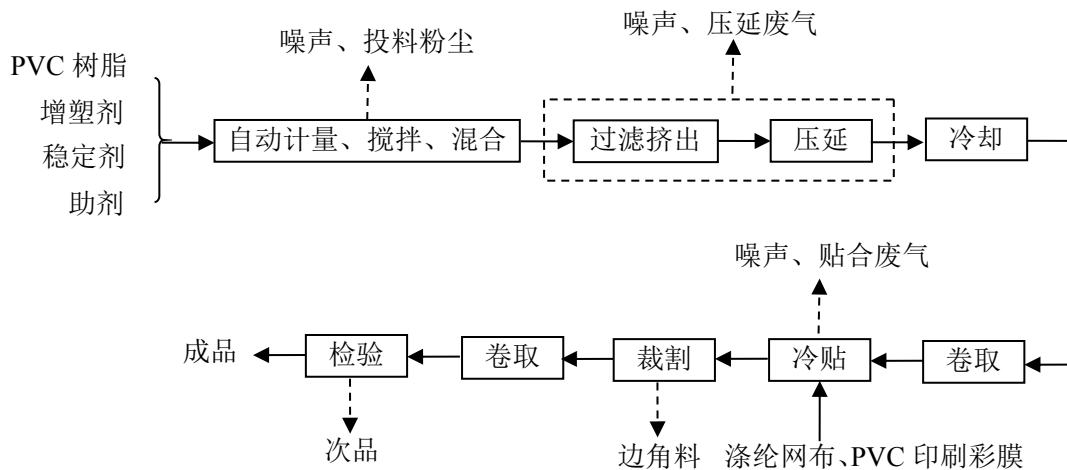 噪声、压延废气
噪声、投料粉尘
PVC 树脂
增塑剂
稳定剂
助剂
自动计量、搅拌、混合
过滤挤出
压延
冷却
噪声、贴合废气
成品
检验
卷取
裁割
冷贴
卷取
次品
边角料
涤纶网布、PVC 印刷彩膜